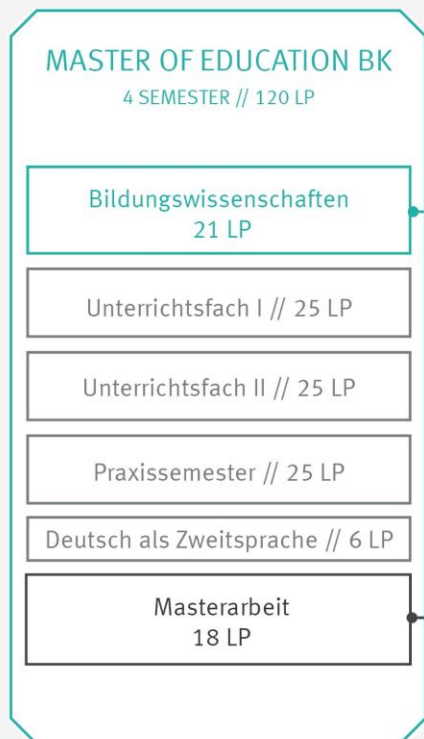 MASTER OF EDUCATION BK
4 SEMESTER // 120 LP
Bildungswissenschaften
21 LP
Unterrichtsfach I // 25 LP
Unterrichtsfach II // 25 LP
Praxissemester // 25 LP
Deutsch als Zweitsprache // 6 LP
Masterarbeit
18 LP